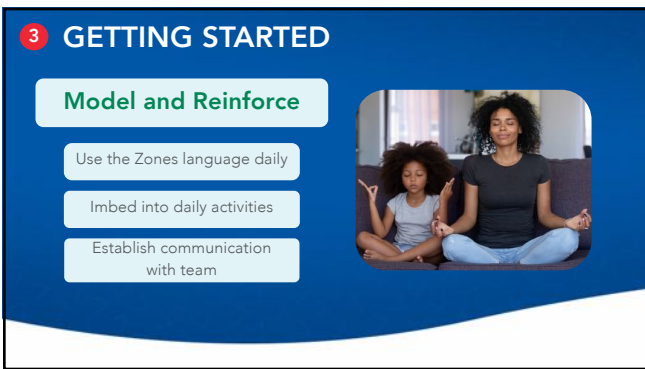 3 GETTING STARTED
Model and Reinforce
Use the Zones language daily
Imbed into daily activities
Establish communication
with team